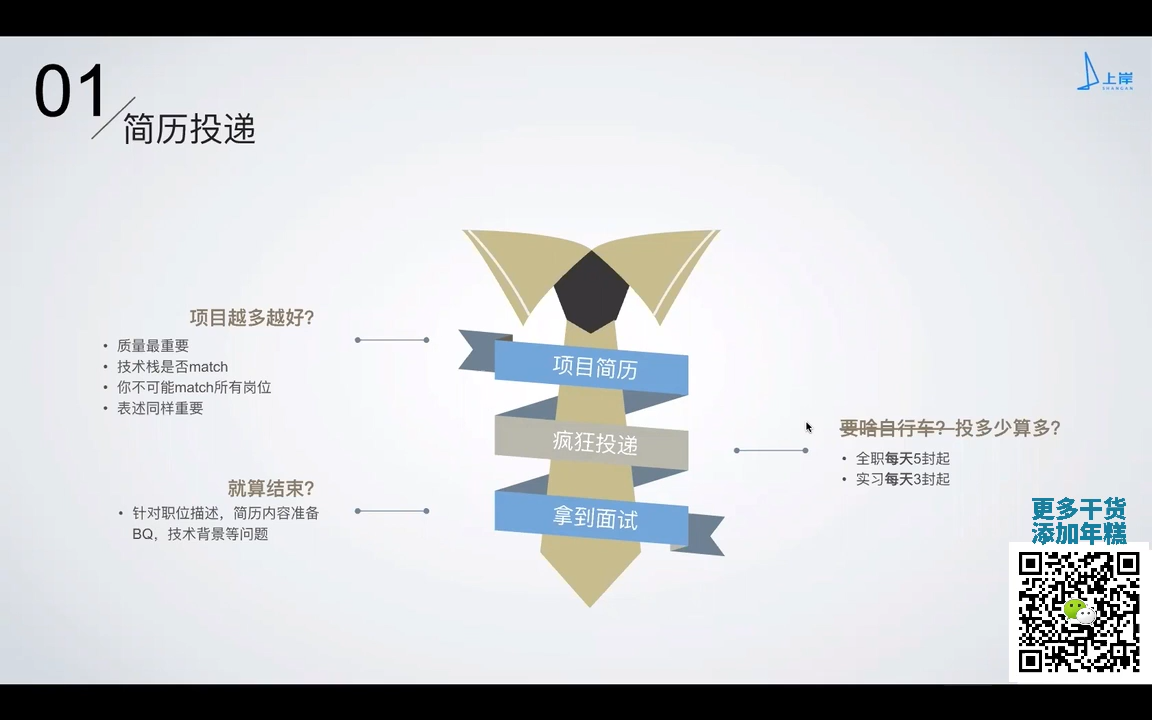 01
简历投递
上岸
SHANGAN
项目越多越好?
• 质量最重要
• 技术栈是否match
• 你不可能match所有岗位
• 表述同样重要
项目简历
疯狂投递
要啥自行车? 投多少算多?
• 全职每天5封起
• 实习每天3封起
就算结束?
• 针对职位描述，简历内容准备
BQ，技术背景等问题
拿到面试
更多干货
添加年糕